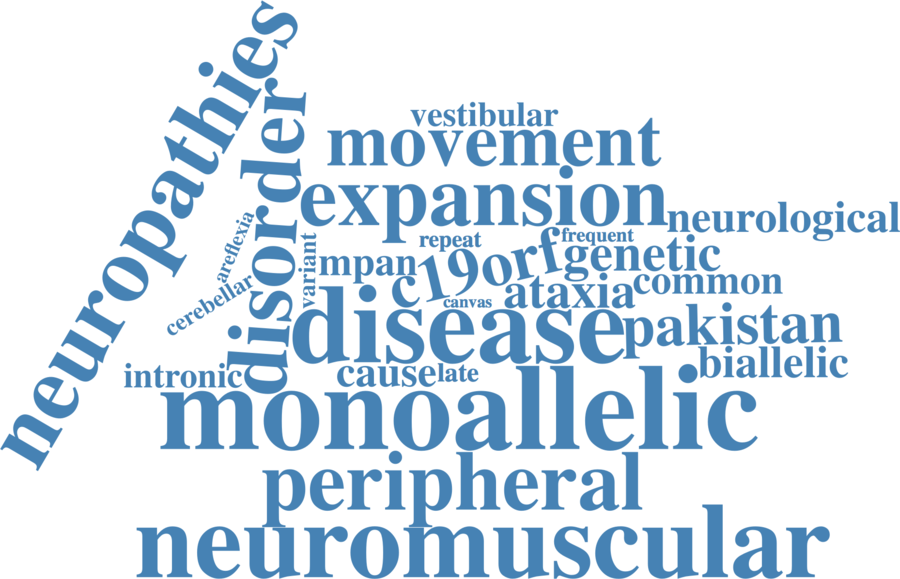 neuropathies
disorder
vestibular
movement
expansion
neurological
areflexia
variant
repeat
frequent
mpan
c19orf
genetic
cerebellar
canvas
ataxia
common
disease
pakistan
intronic
cause
late
biallelic
monoallelic
peripheral
neuromuscular